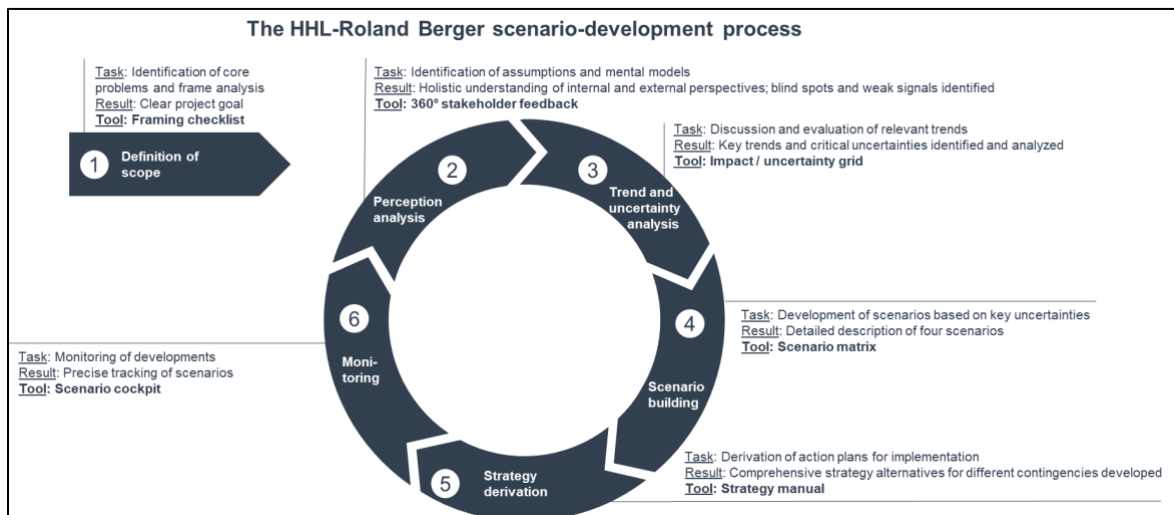 The HHL-Roland Berger scenario-development process
Task: Identification of core
problems and frame analysis
Result: Clear project goal
Tool: Framing checklist
1
Definition of
scope
Task: Identification of assumptions and mental models
Result: Holistic understanding of internal and external perspectives; blind spots and weak signals identified
Tool: 360º stakeholder feedback
2
Perception
analysis
Task: Discussion and evaluation of relevant trends
Result: Key trends and critical uncertainties identified and analyzed
Tool: Impact / uncertainty grid
3
Trend and
uncertainty
analysis
Task: Development of scenarios based on key uncertainties
Result: Detailed description of four scenarios
Tool: Scenario matrix
4
Scenario
building
Task: Derivation of action plans for implementation
Result: Comprehensive strategy alternatives for different contingencies developed
Tool: Strategy manual
5
Strategy
derivation
Task: Monitoring of developments
Result: Precise tracking of scenarios
Tool: Scenario cockpit
6
Moni-
toring